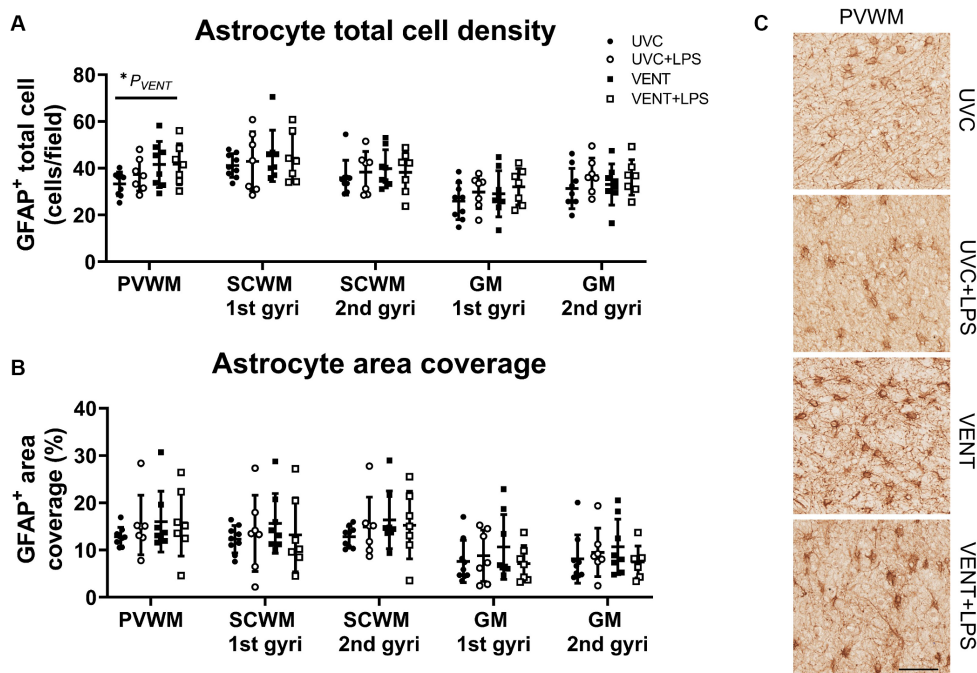 A
Astrocyte total cell density
UVC
UVC+LPS
VENT
VENT+LPS
*P_VENT
GFAP⁺ total cell
(cells/field)
80
60
40
20
0
PVWM
SCWM
1st gyri
SCWM
2nd gyri
GM
1st gyri
GM
2nd gyri
B
Astrocyte area coverage
GFAP⁺ area
coverage (%)
40
30
20
10
0
PVWM
SCWM
1st gyri
SCWM
2nd gyri
GM
1st gyri
GM
2nd gyri
C
PVWM
UVC
UVC+LPS
VENT
VENT+LPS